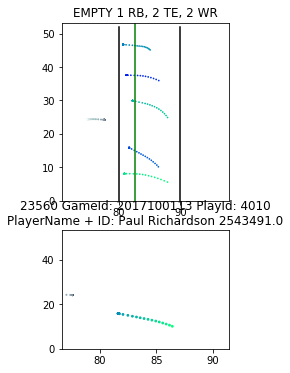 EMPTY 1 RB, 2 TE, 2 WR
50
40
30
20
10
0
80 90
23560 GameId: 2017100113 PlayId: 4010
PlayerName + ID: Paul Richardson 2543491.0
40
20
0
80 85 90